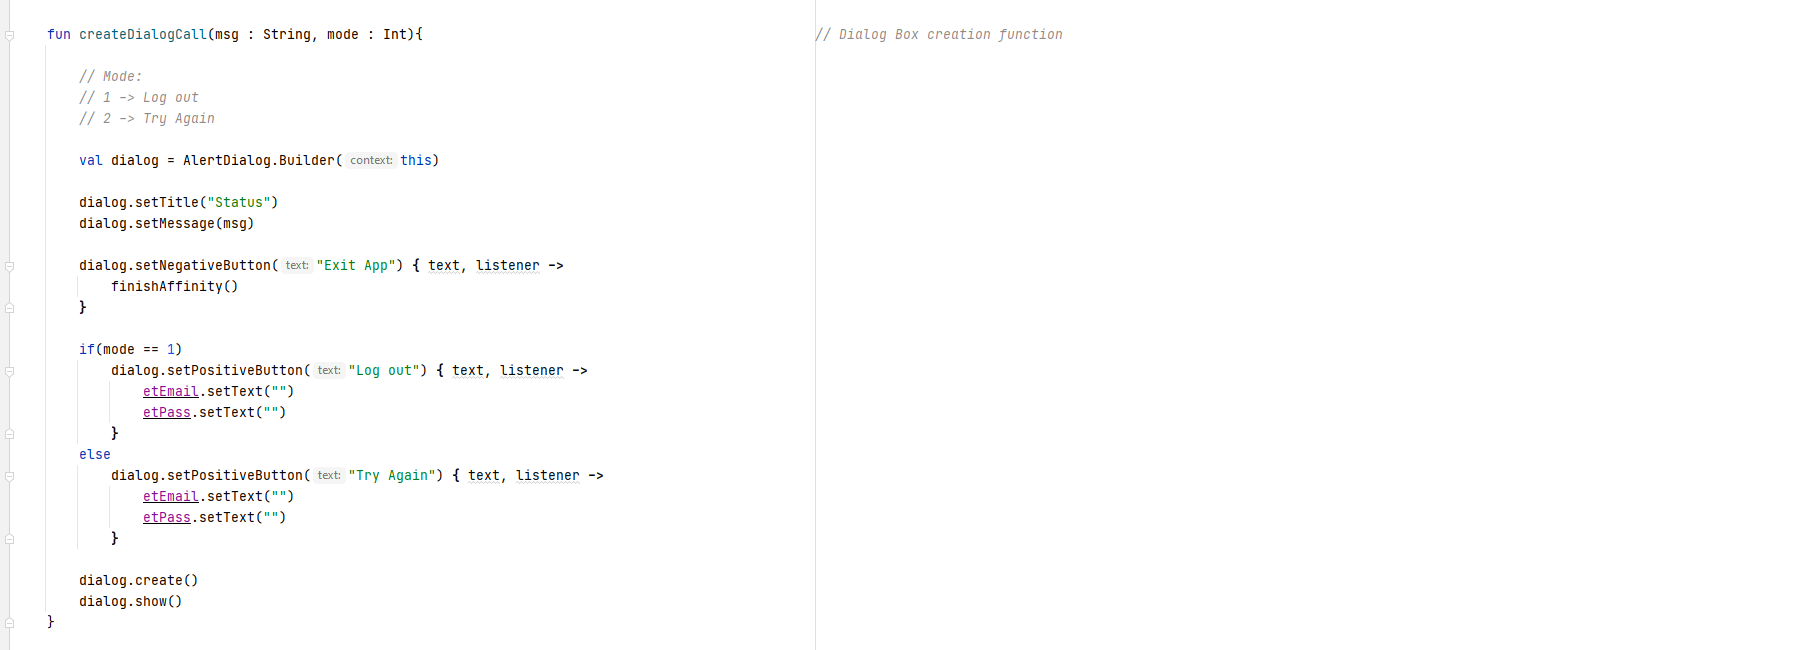 fun createDialogCall(msg : String, mode : Int){ // Dialog Box creation function
// Mode:
// 1 -> Log out
// 2 -> Try Again
val dialog = AlertDialog.Builder( context: this)
dialog.setTitle("Status")
dialog.setMessage(msg)
dialog.setNegativeButton( text: "Exit App") { text, listener ->
finishAffinity()
}
if(mode == 1)
dialog.setPositiveButton( text: "Log out") { text, listener ->
etEmail.setText("")
etPass.setText("")
}
else
dialog.setPositiveButton( text: "Try Again") { text, listener ->
etEmail.setText("")
etPass.setText("")
}
dialog.create()
dialog.show()
}